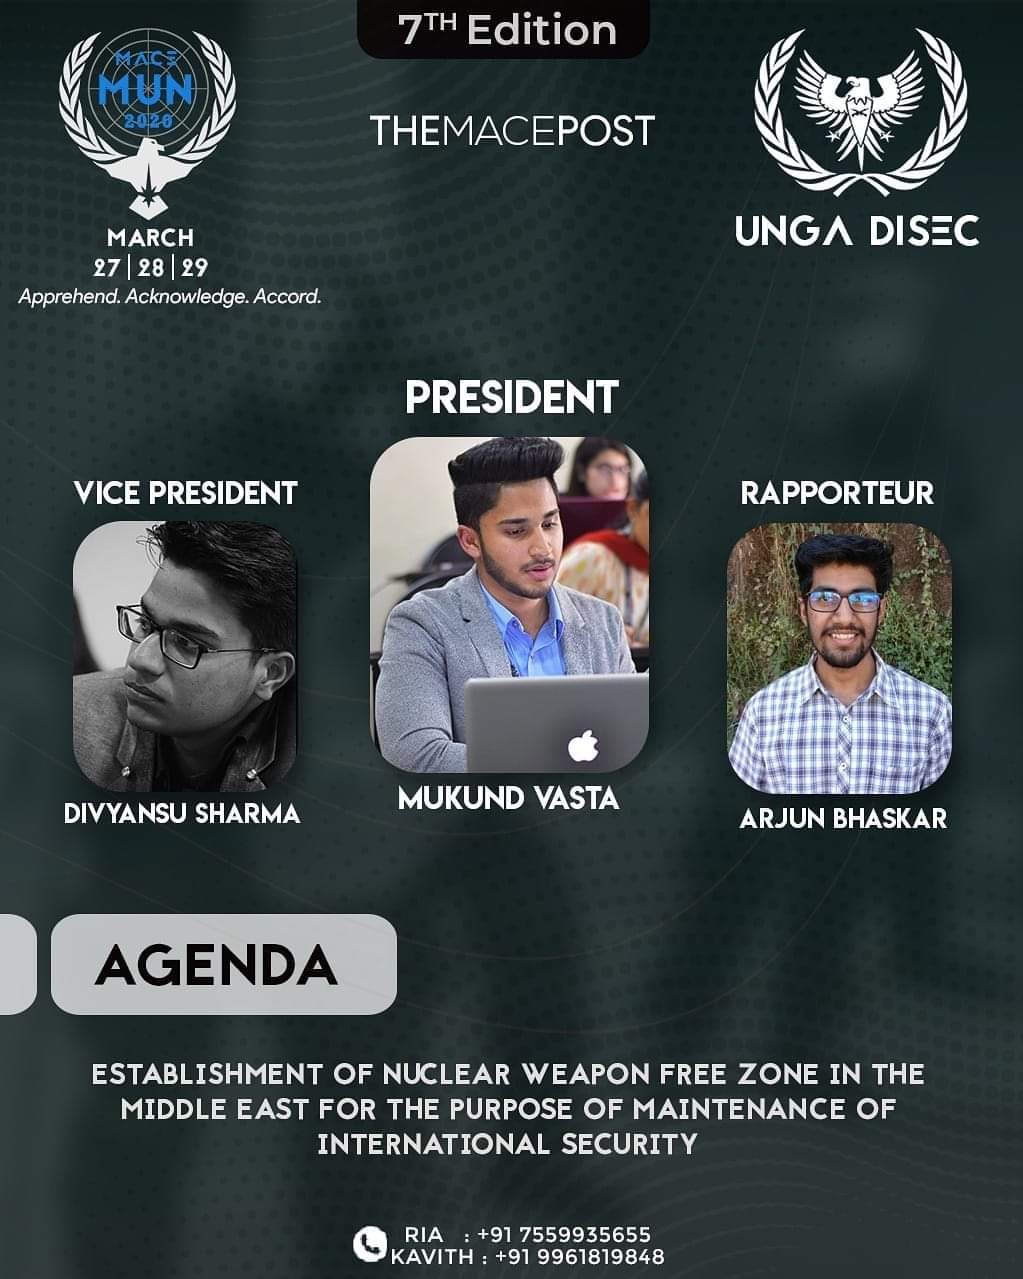 7TH Edition
MACE
MUN
2020
THEMACEPOST
UNGA DISEC
MARCH
27 | 28 | 29
Apprehend. Acknowledge. Accord.
PRESIDENT
VICE PRESIDENT
RAPPORTEUR
DIVYANSU SHARMA
MUKUND VASTA
ARJUN BHASKAR
AGENDA
ESTABLISHMENT OF NUCLEAR WEAPON FREE ZONE IN THE
MIDDLE EAST FOR THE PURPOSE OF MAINTENANCE OF
INTERNATIONAL SECURITY
RIA : +91 7559935655
KAVITH : +91 9961819848